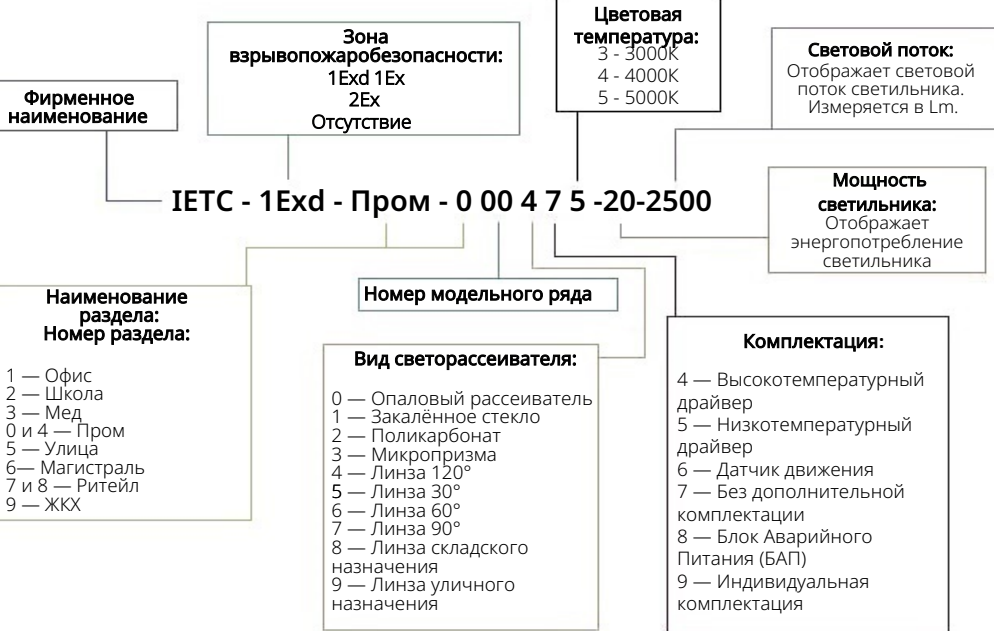 Цветовая
температура:
3 - 3000К
4 - 4000К
5 - 5000К
Зона
взрывопожаробезопасности:
1Exd 1Ex
2Ex
Отсутствие
Световой поток:
Отображает световой
поток светильника.
Измеряется в Lm.
Фирменное
наименование
IETC - 1Exd - Пром - 0 00 4 7 5 -20-2500
Мощность
светильника:
Отображает
энергопотребление
светильника
Наименование
раздела:
Номер раздела:
1 — Офис
2 — Школа
3 — Мед
0 и 4 — Пром
5 — Улица
6— Магистраль
7 и 8 — Ритейл
9 — ЖКХ
Номер модельного ряда
Вид светорассеивателя:
0 — Опаловый рассеиватель
1 — Закалённое стекло
2 — Поликарбонат
3 — Микропризма
4 — Линза 120°
5 — Линза 30°
6 — Линза 60°
7 — Линза 90°
8 — Линза складского
назначения
9 — Линза уличного
назначения
Комплектация:
4 — Высокотемпературный
драйвер
5 — Низкотемпературный
драйвер
6 — Датчик движения
7 — Без дополнительной
комплектации
8 — Блок Аварийного
Питания (БАП)
9 — Индивидуальная
комплектация